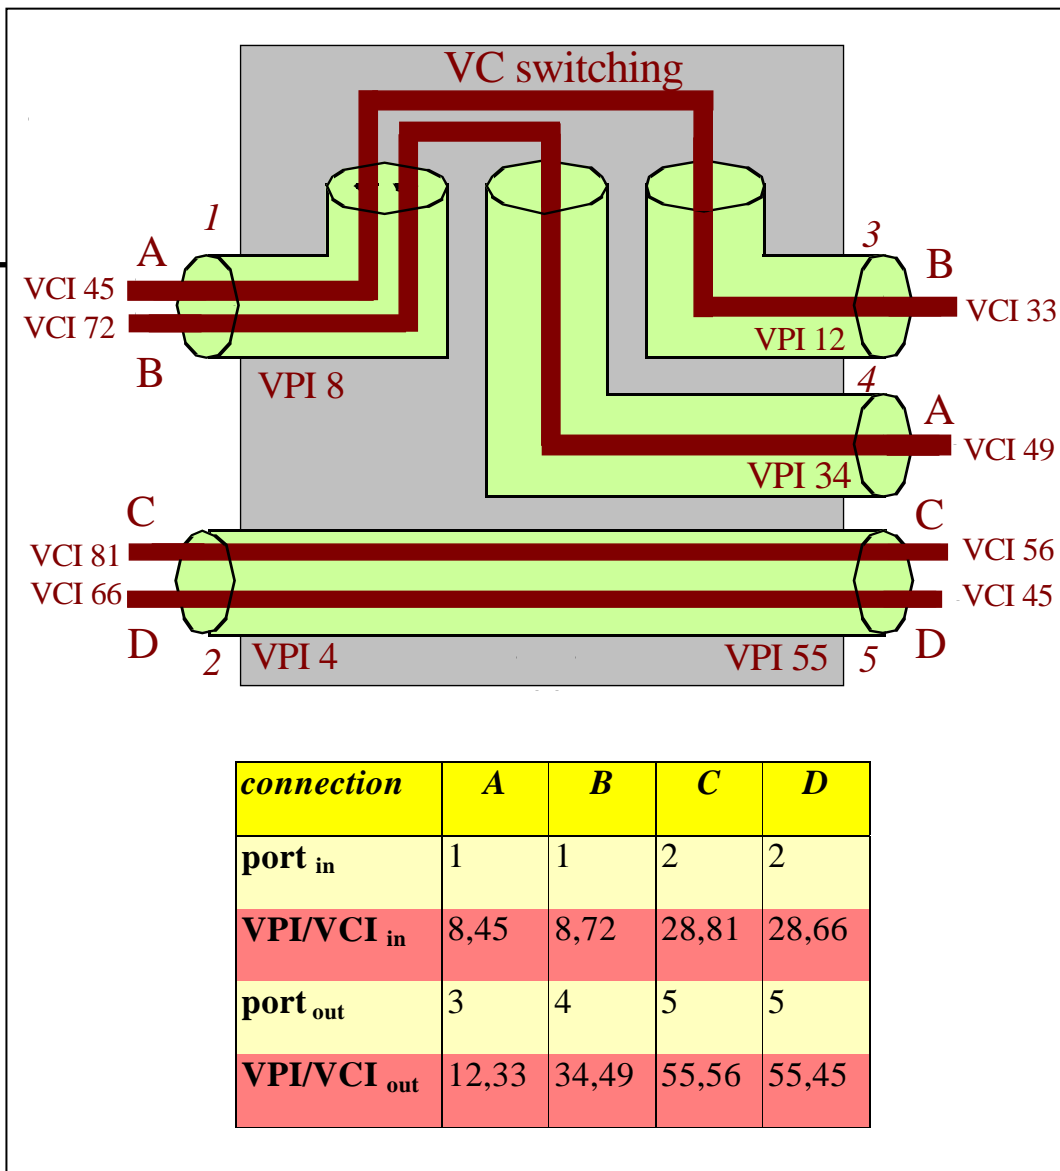 VC switching
1
3
A
B
VCI 45
VCI 33
VCI 72
VPI 12
B
VPI 8
4
A
VCI 49
VPI 34
C
C
VCI 81
VCI 56
VCI 66
VCI 45
D
D
2
VPI 4
VPI 55
5
connection A B C D
port in 1 1 2 2
VPI/VCI in 8,45 8,72 28,81 28,66
port out 3 4 5 5
VPI/VCI out 12,33 34,49 55,56 55,45